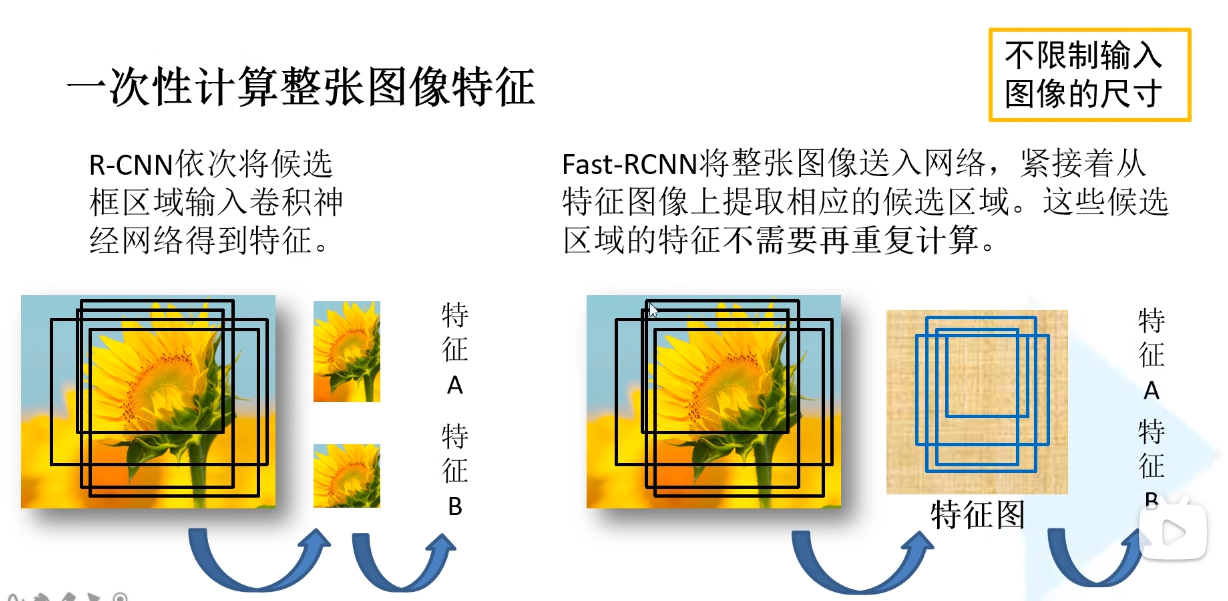 一次性计算整张图像特征
不限制输入
图像的尺寸
R-CNN依次将候选
框区域输入卷积神
经网络得到特征。
Fast-RCNN将整张图像送入网络，紧接着从
特征图像上提取相应的候选区域。这些候选
区域的特征不需要再重复计算。
特
征
A
特
征
B
特征图
特
征
A
特
征
B